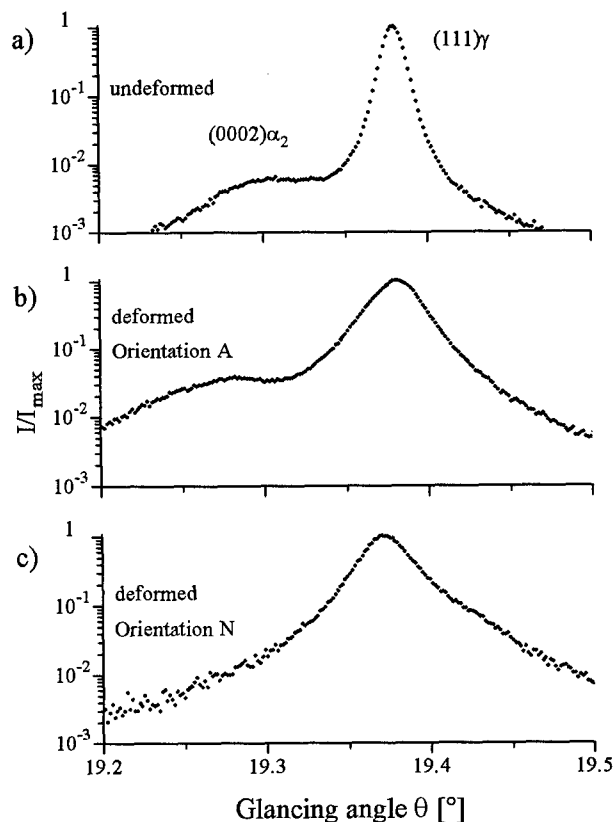 a)
1
10⁻¹
10⁻²
10⁻³
undeformed
(0002)α₂
(111)γ
b)
1
10⁻¹
10⁻²
10⁻³
deformed
Orientation A
I/I_max
c)
1
10⁻¹
10⁻²
10⁻³
deformed
Orientation N
19.2 19.3 19.4 19.5
Glancing angle θ [°]